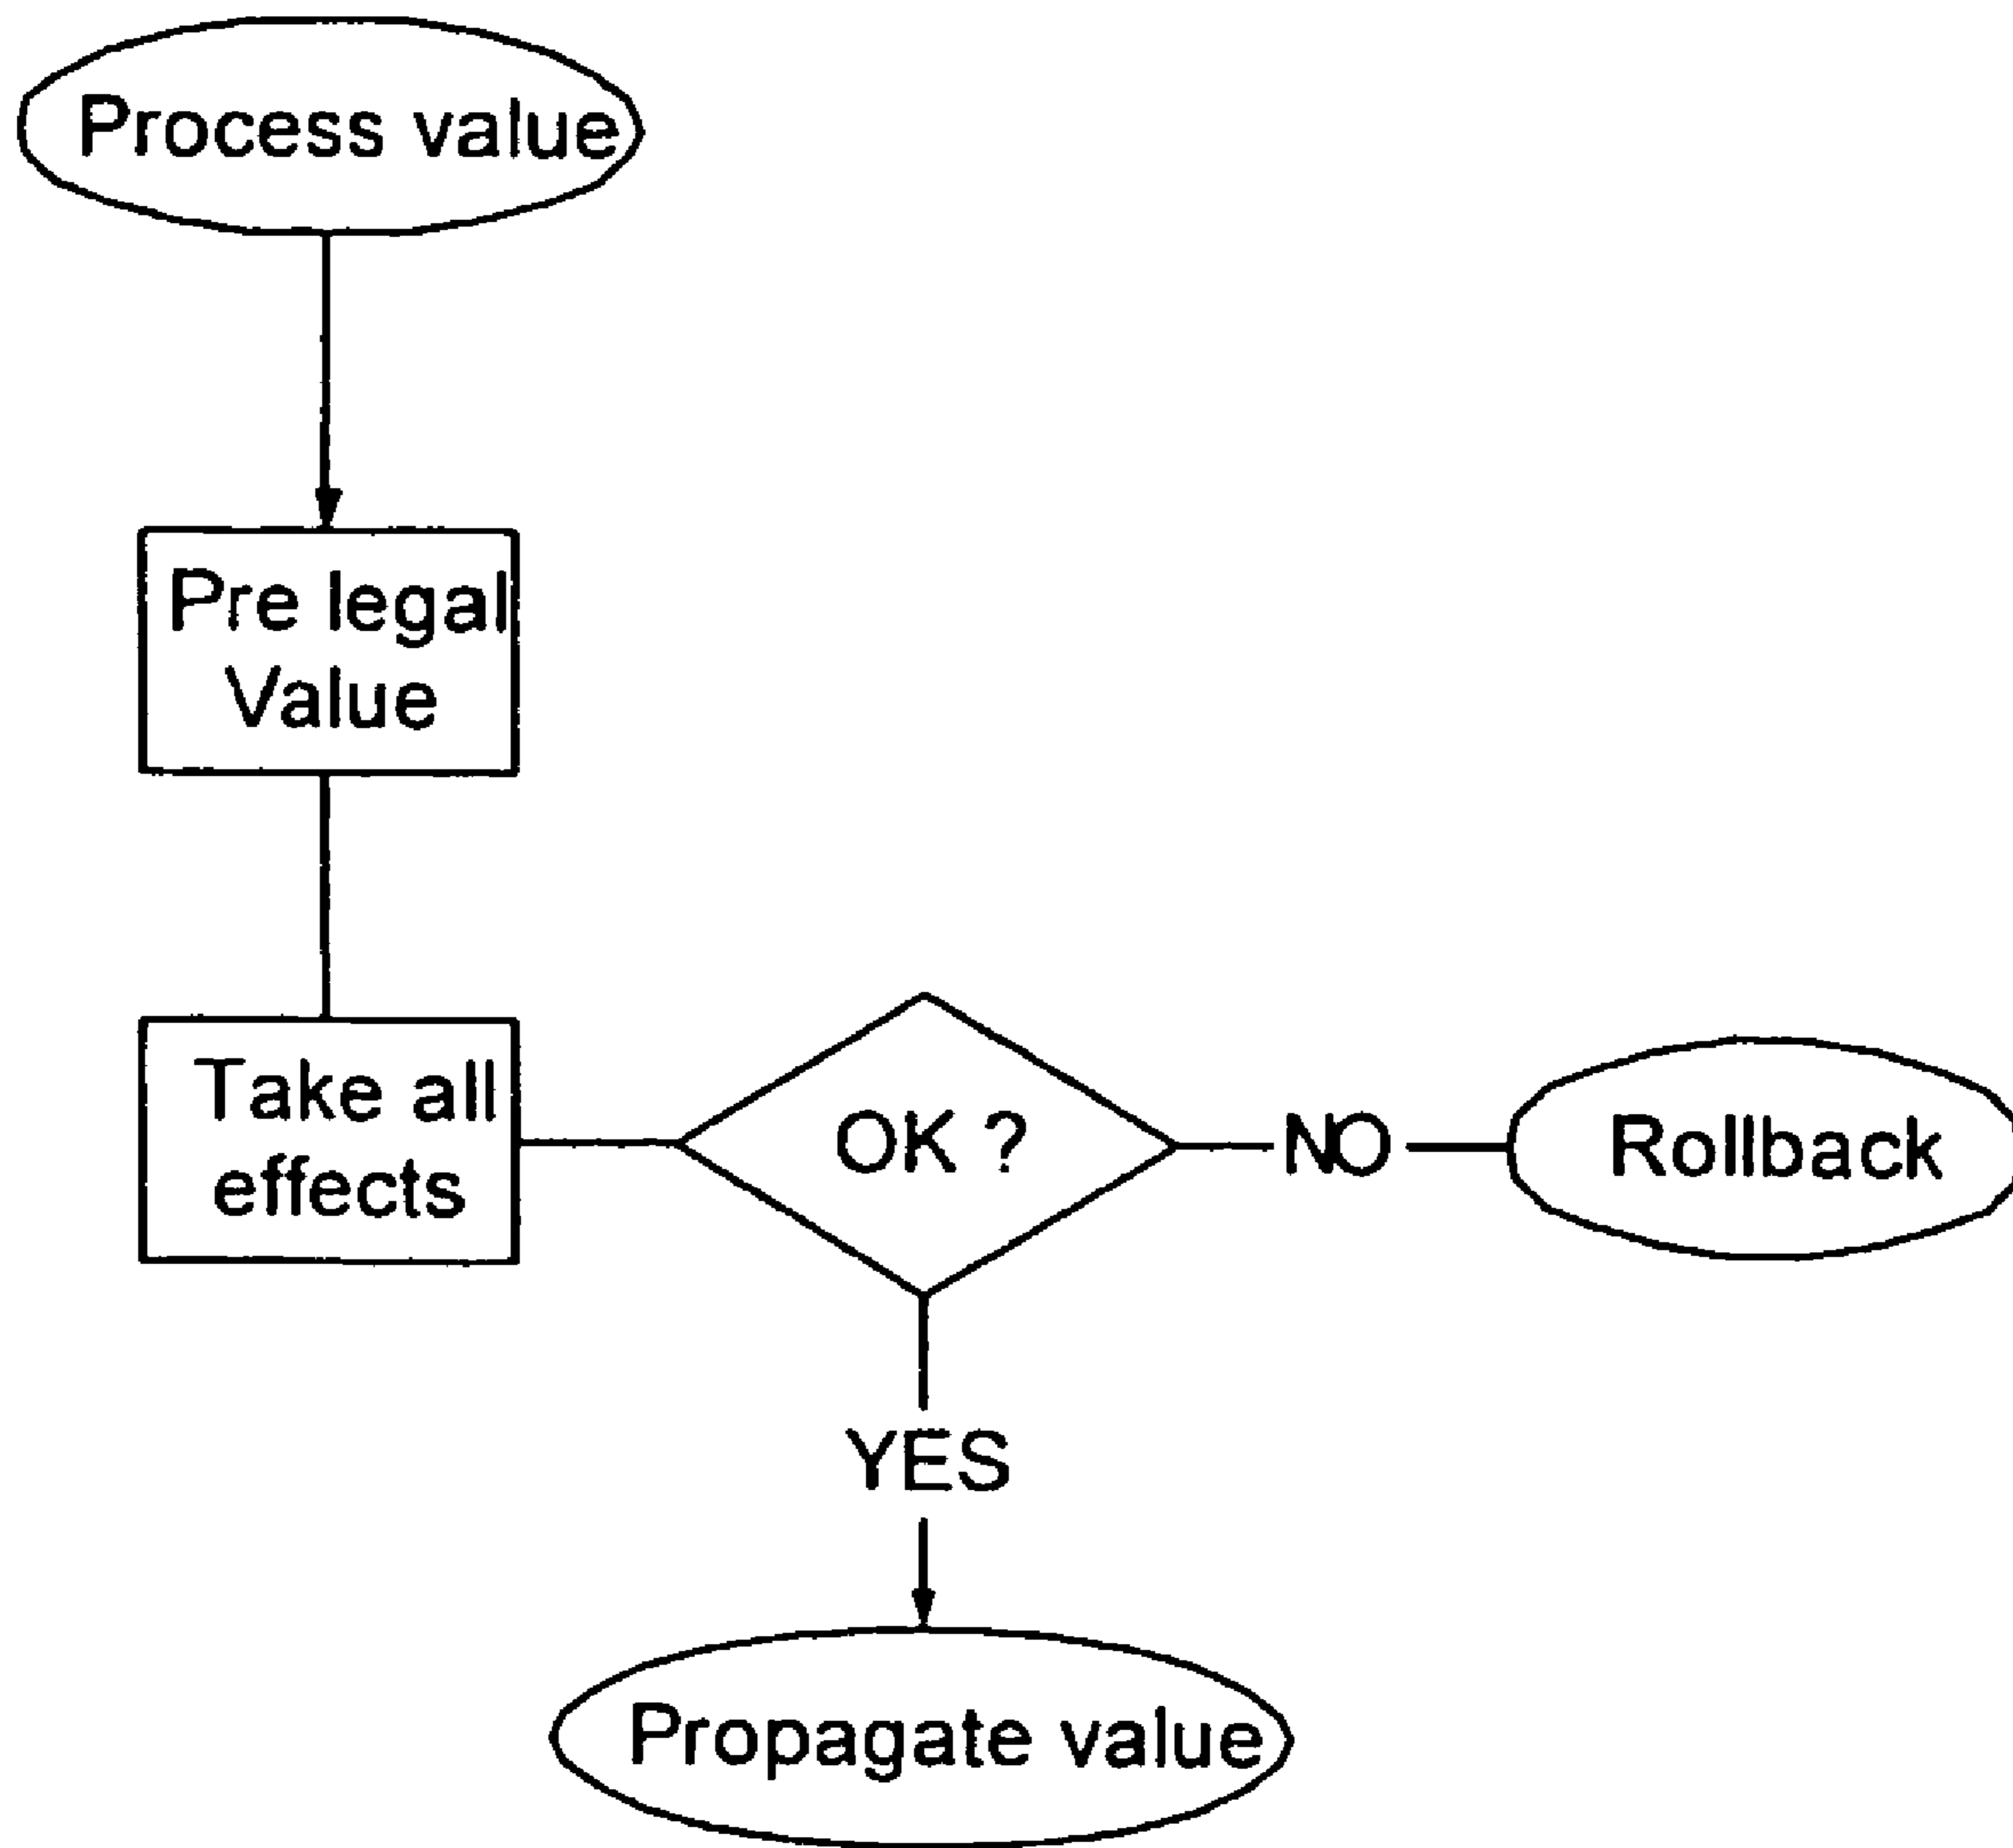 Process value
Pre legal
Value
Take all
effects
OK ?
NO
Rollback
YES
Propagate value